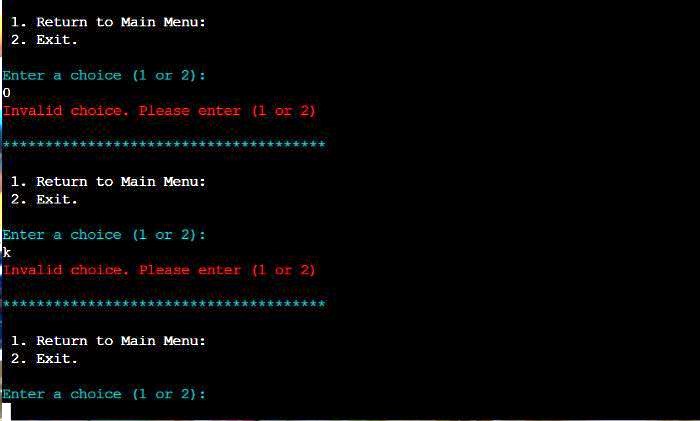 1. Return to Main Menu:
2. Exit.
Enter a choice (1 or 2):
0
Invalid choice. Please enter (1 or 2)
***************************************
1. Return to Main Menu:
2. Exit.
Enter a choice (1 or 2):
k
Invalid choice. Please enter (1 or 2)
***************************************
1. Return to Main Menu:
2. Exit.
Enter a choice (1 or 2):